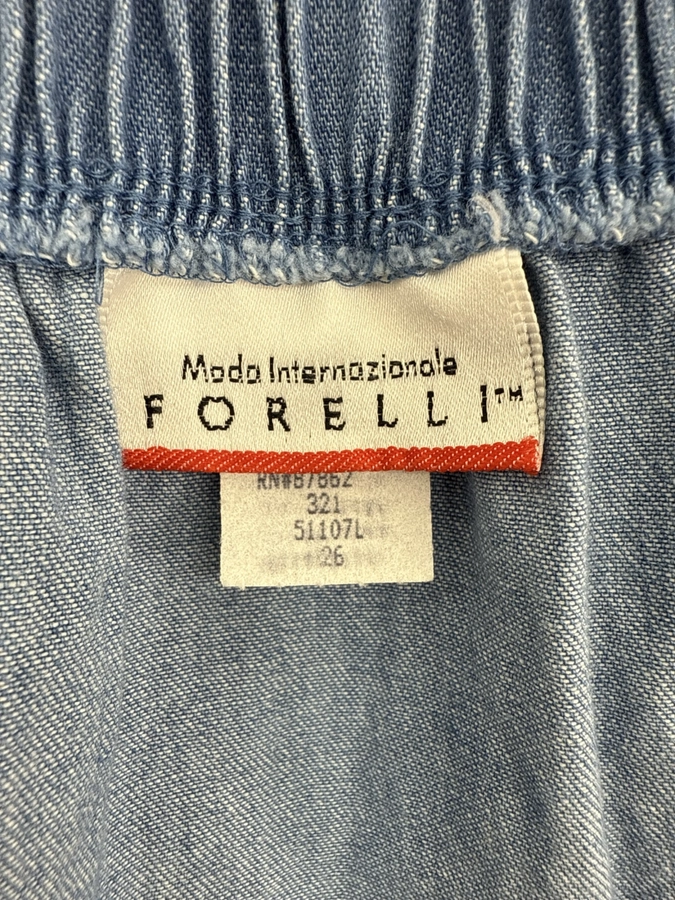 Moda Internazionale
FORELLI™
RN#87862
321
51107L
26